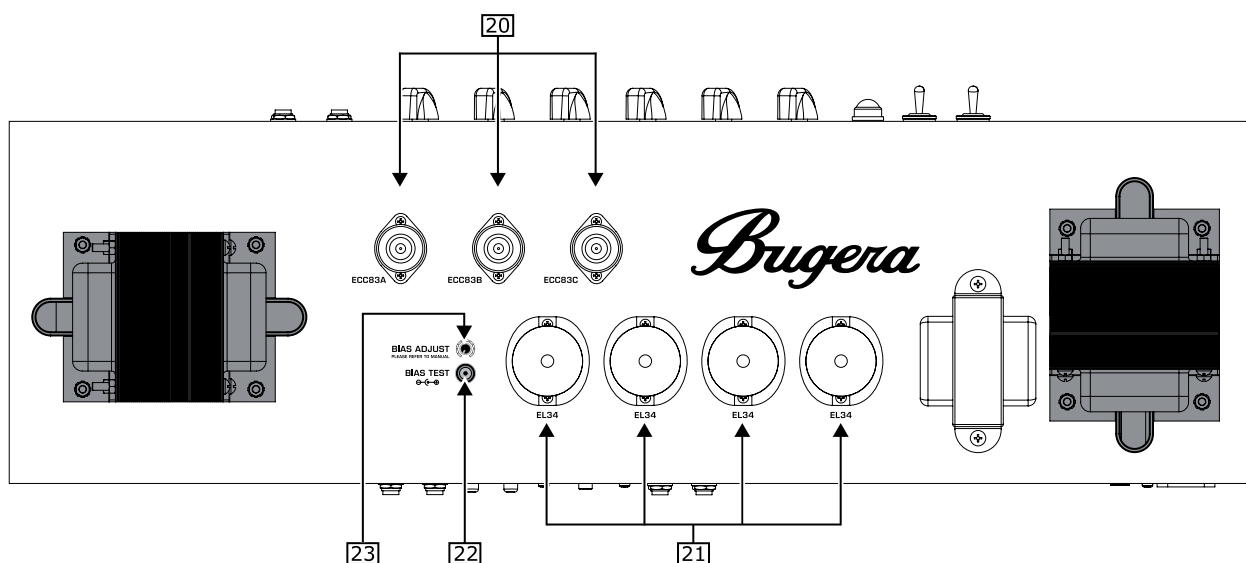 20
Bugera
ECC83A ECC83B ECC83C
BIAS ADJUST
PLEASE REFER TO MANUAL
BIAS TEST
EL34 EL34 EL34 EL34
23 22 21